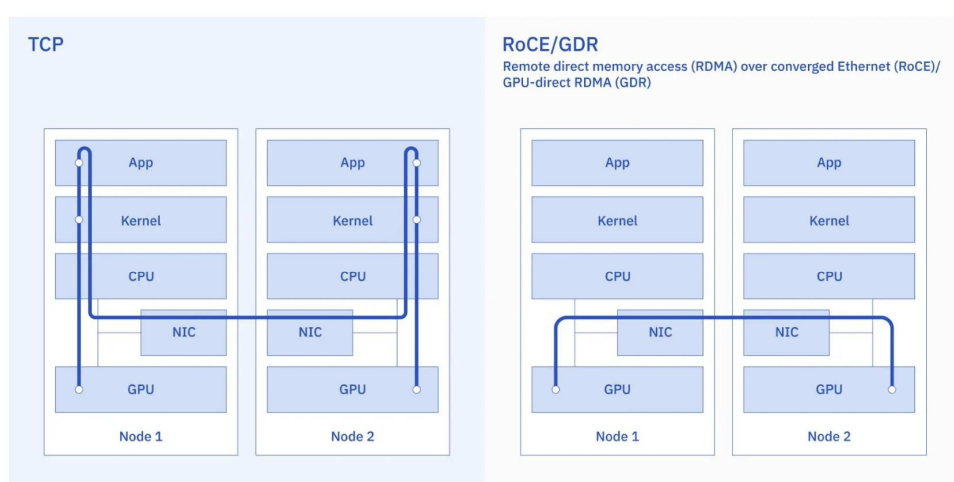 TCP
App
App
Kernel
Kernel
CPU
CPU
NIC
NIC
GPU
GPU
Node 1
Node 2
RoCE/GDR
Remote direct memory access (RDMA) over converged Ethernet (RoCE)/
GPU-direct RDMA (GDR)
App
App
Kernel
Kernel
CPU
CPU
NIC
NIC
GPU
GPU
Node 1
Node 2